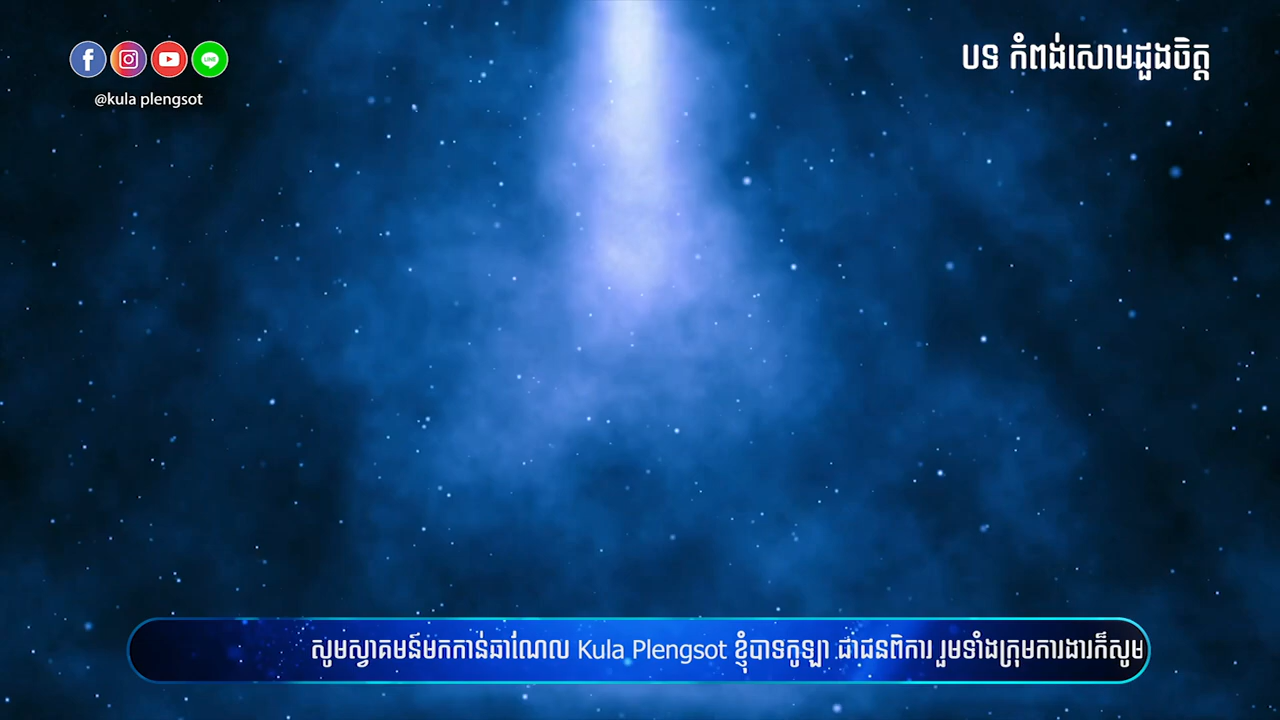 LINE
បទ កំពង់សោមដួងចិត្ត
@kula plengsot
សូមស្វាគមន៍មកកាន់ឆាណែល Kula Plengsot ខ្ញុំបាទកូឡា ជាជនពិការ រួមទាំងក្រុមការងារក៏សូម